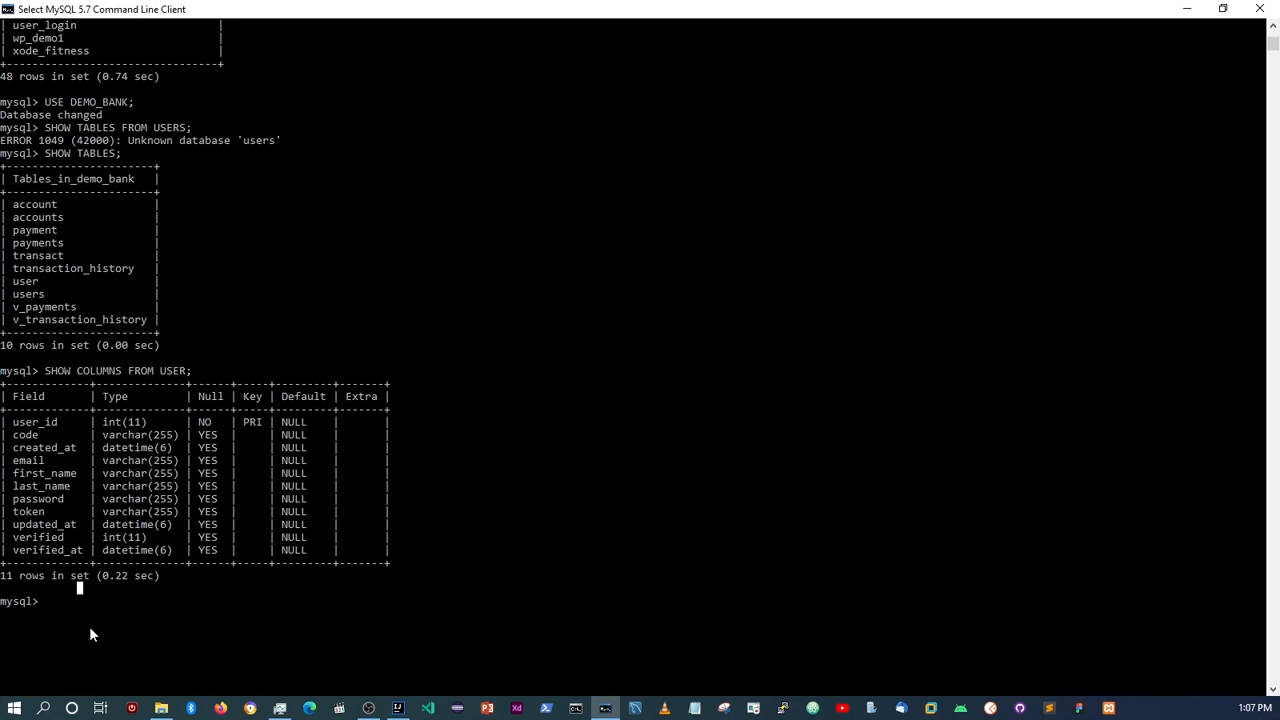 Select MySQL 5.7 Command Line Client
| user_login                      |
| wp_demo1                        |
| xode_fitness                    |
+---------------------------------+
48 rows in set (0.74 sec)
mysql> USE DEMO_BANK;
Database changed
mysql> SHOW TABLES FROM USERS;
ERROR 1049 (42000): Unknown database 'users'
mysql> SHOW TABLES;
+-----------------------+
| Tables_in_demo_bank   |
+-----------------------+
| account               |
| accounts              |
| payment               |
| payments              |
| transact              |
| transaction_history   |
| user                  |
| users                 |
| v_payments            |
| v_transaction_history |
+-----------------------+
10 rows in set (0.00 sec)
mysql> SHOW COLUMNS FROM USER;
+-------------+--------------+------+-----+---------+-------+
| Field       | Type         | Null | Key | Default | Extra |
+-------------+--------------+------+-----+---------+-------+
| user_id     | int(11)      | NO   | PRI | NULL    |       |
| code        | varchar(255) | YES  |     | NULL    |       |
| created_at  | datetime(6)  | YES  |     | NULL    |       |
| email       | varchar(255) | YES  |     | NULL    |       |
| first_name  | varchar(255) | YES  |     | NULL    |       |
| last_name   | varchar(255) | YES  |     | NULL    |       |
| password    | varchar(255) | YES  |     | NULL    |       |
| token       | varchar(255) | YES  |     | NULL    |       |
| updated_at  | datetime(6)  | YES  |     | NULL    |       |
| verified    | int(11)      | YES  |     | NULL    |       |
| verified_at | datetime(6)  | YES  |     | NULL    |       |
+-------------+--------------+------+-----+---------+-------+
11 rows in set (0.22 sec)
mysql>
1:07 PM